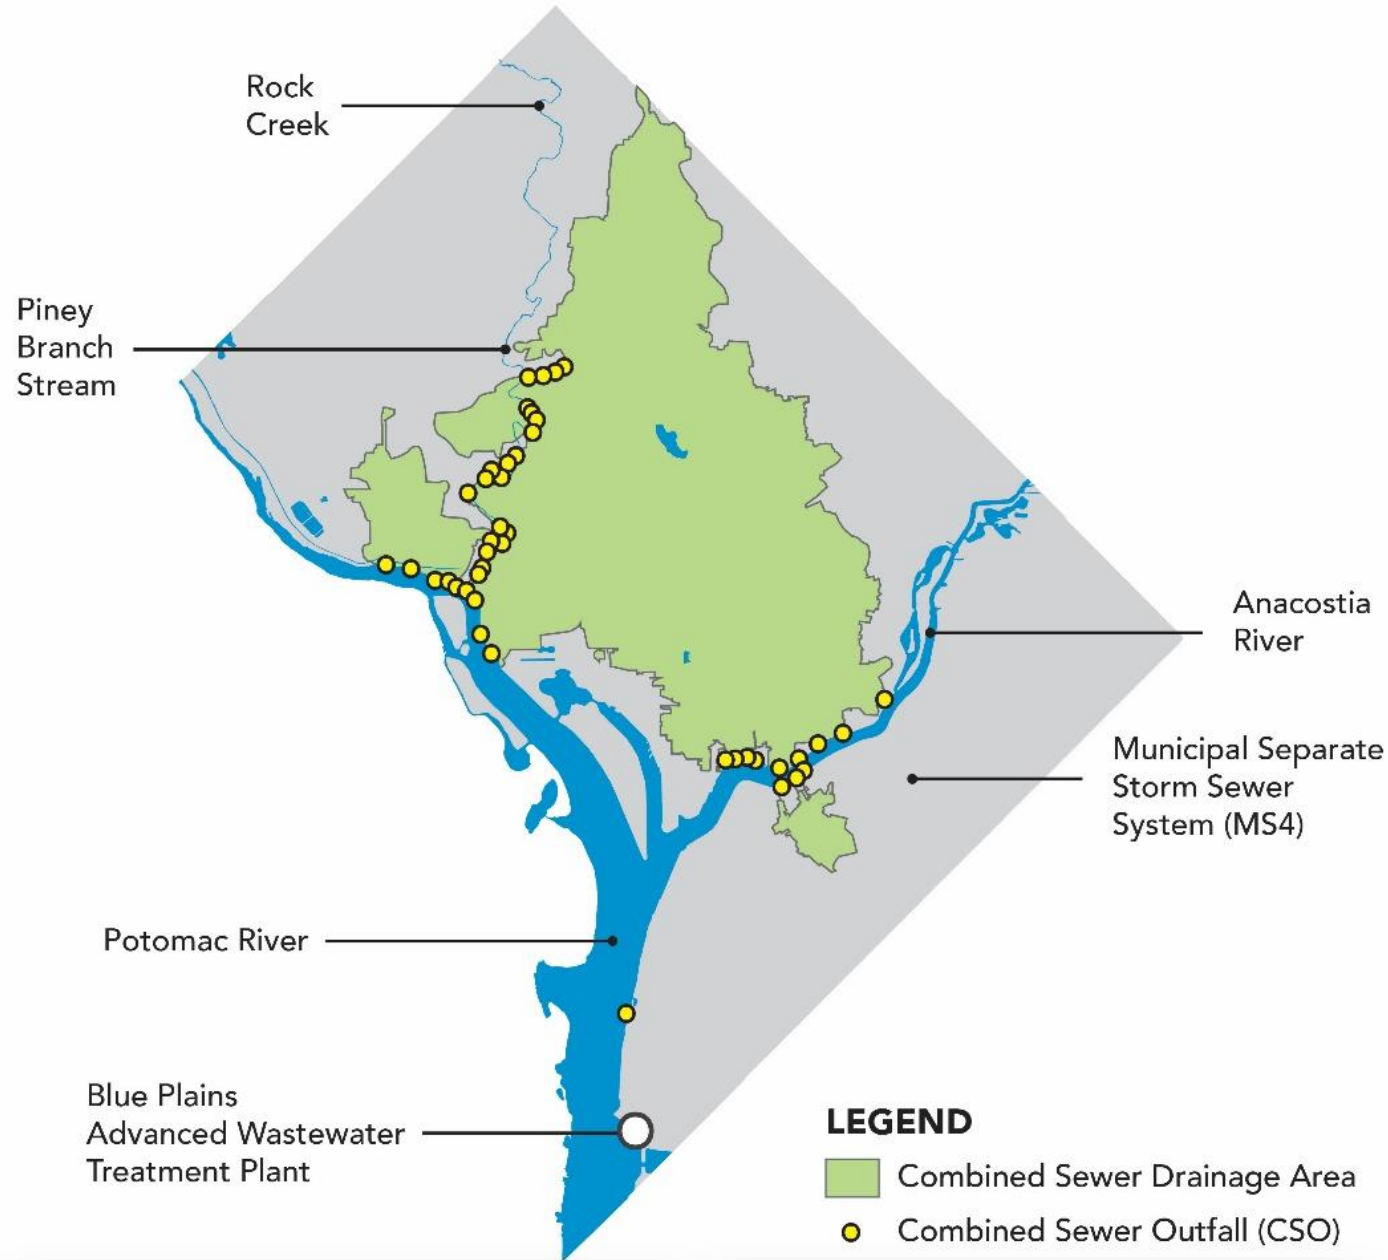 Rock
Creek
Piney
Branch
Stream
Anacostia
River
Municipal Separate
Storm Sewer
System (MS4)
Potomac River
Blue Plains
Advanced Wastewater
Treatment Plant
LEGEND
Combined Sewer Drainage Area
Combined Sewer Outfall (CSO)